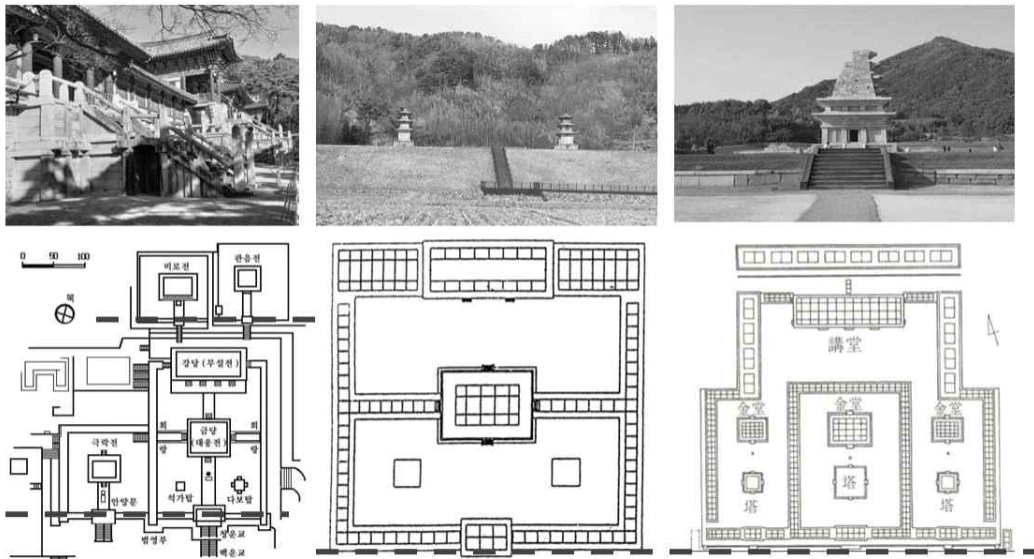 0 50 100
북
비로전
관음전
강당 (무설전)
회랑
금당
(대웅전)
회랑
극락전
안양문
석가탑
다보탑
범영루
청운교
백운교
講堂
金堂
金堂
金堂
塔
塔
塔